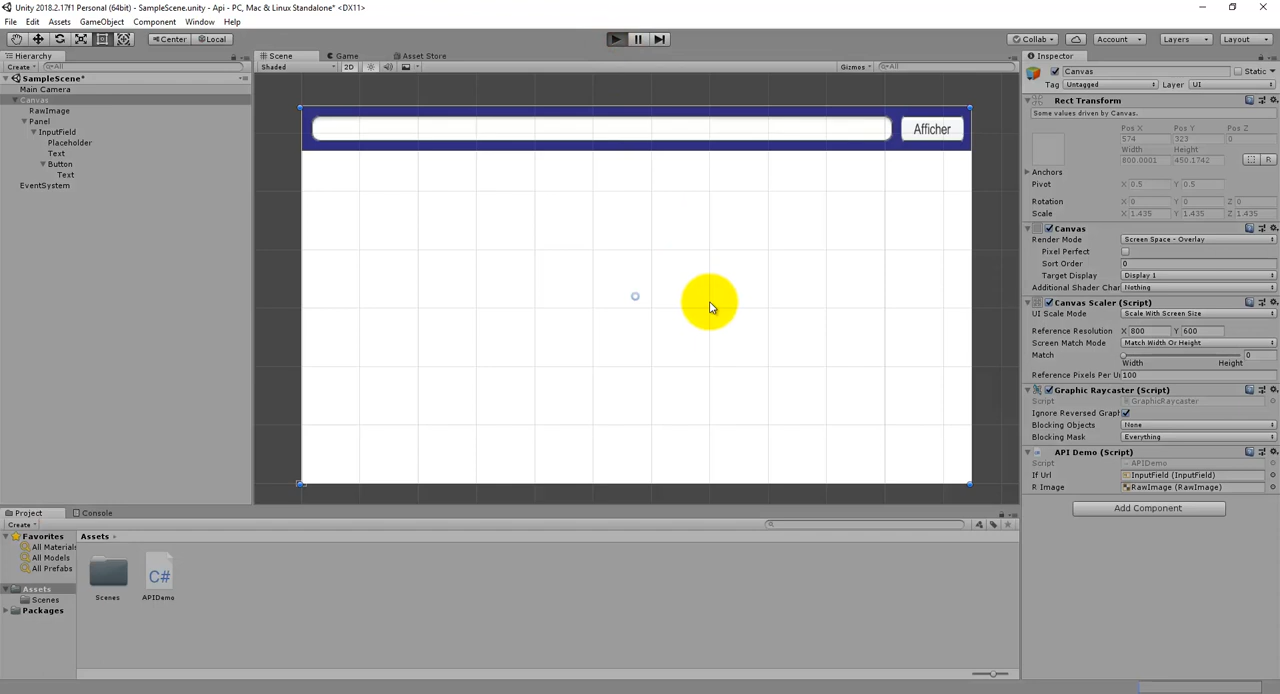 Unity 2018.2.17f1 Personal (64bit) - SampleScene.unity - Api - PC, Mac & Linux Standalone* <DX11>
File Edit Assets GameObject Component Window Help
Center Local Collab Account Layers Layout
Hierarchy Scene Game Asset Store Inspector
Create All Shaded 2D Gizmos All
SampleScene*
Main Camera
Canvas
RawImage
Panel
InputField
Placeholder
Text
Button
Text
EventSystem
Afficher
Canvas Static
Tag Untagged Layer UI
Rect Transform
Some values driven by Canvas.
Pos X Pos Y Pos Z
574 323 0
Width Height
800.0001 450.1742 R
Anchors
Pivot X 0.5 Y 0.5
Rotation X 0 Y 0 Z 0
Scale X 1.435 Y 1.435 Z 1.435
Canvas
Render Mode Screen Space - Overlay
Pixel Perfect
Sort Order 0
Target Display Display 1
Additional Shader Char Nothing
Canvas Scaler (Script)
UI Scale Mode Scale With Screen Size
Reference Resolution X 800 Y 600
Screen Match Mode Match Width Or Height
Match 0
Width Height
Reference Pixels Per U 100
Graphic Raycaster (Script)
Script GraphicRaycaster
Ignore Reversed Graph
Blocking Objects None
Blocking Mask Everything
API Demo (Script)
Script APIDemo
If Url InputField (InputField)
R Image RawImage (RawImage)
Add Component
Project Console
Create
Favorites
All Materials
All Models
All Prefabs
Assets
Scenes
Packages
Assets
C#
Scenes APIDemo